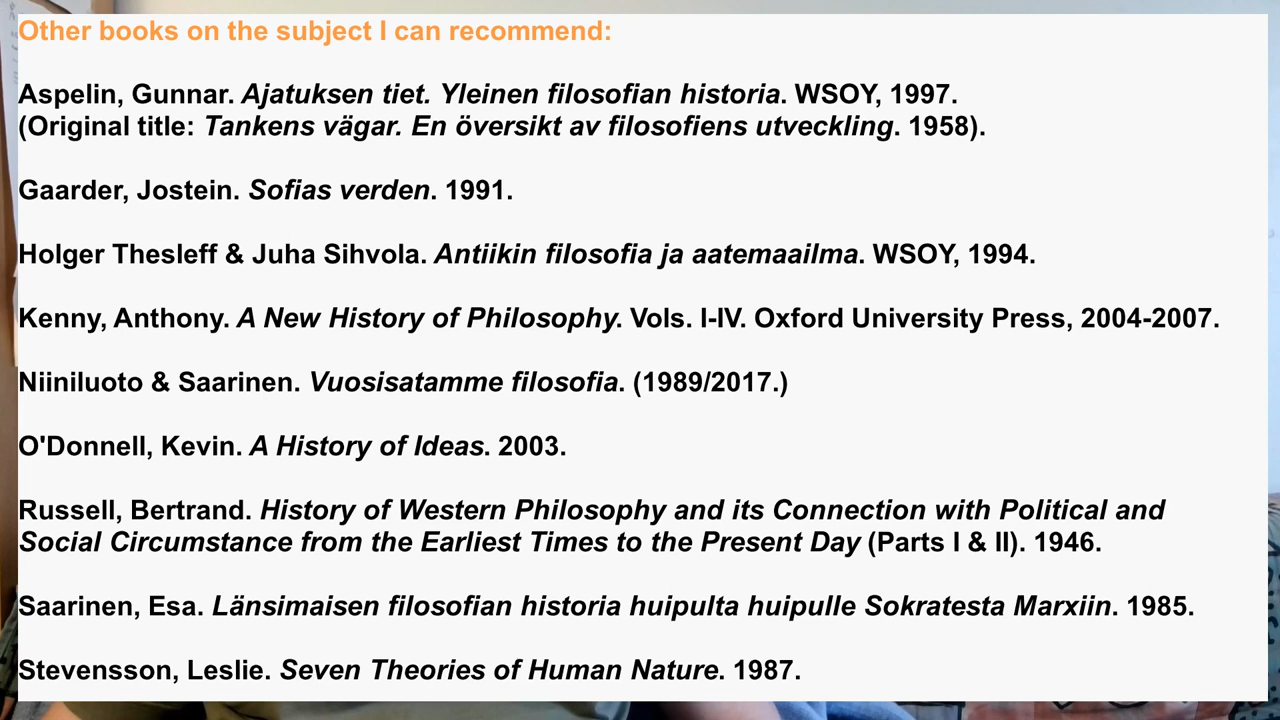 Other books on the subject I can recommend:
Aspelin, Gunnar. Ajatuksen tiet. Yleinen filosofian historia. WSOY, 1997.
(Original title: Tankens vägar. En översikt av filosofiens utveckling. 1958).
Gaarder, Jostein. Sofias verden. 1991.
Holger Thesleff & Juha Sihvola. Antiikin filosofia ja aatemaailma. WSOY, 1994.
Kenny, Anthony. A New History of Philosophy. Vols. I-IV. Oxford University Press, 2004-2007.
Niiniluoto & Saarinen. Vuosisatamme filosofia. (1989/2017.)
O'Donnell, Kevin. A History of Ideas. 2003.
Russell, Bertrand. History of Western Philosophy and its Connection with Political and
Social Circumstance from the Earliest Times to the Present Day (Parts I & II). 1946.
Saarinen, Esa. Länsimaisen filosofian historia huipulta huipulle Sokratesta Marxiin. 1985.
Stevensson, Leslie. Seven Theories of Human Nature. 1987.